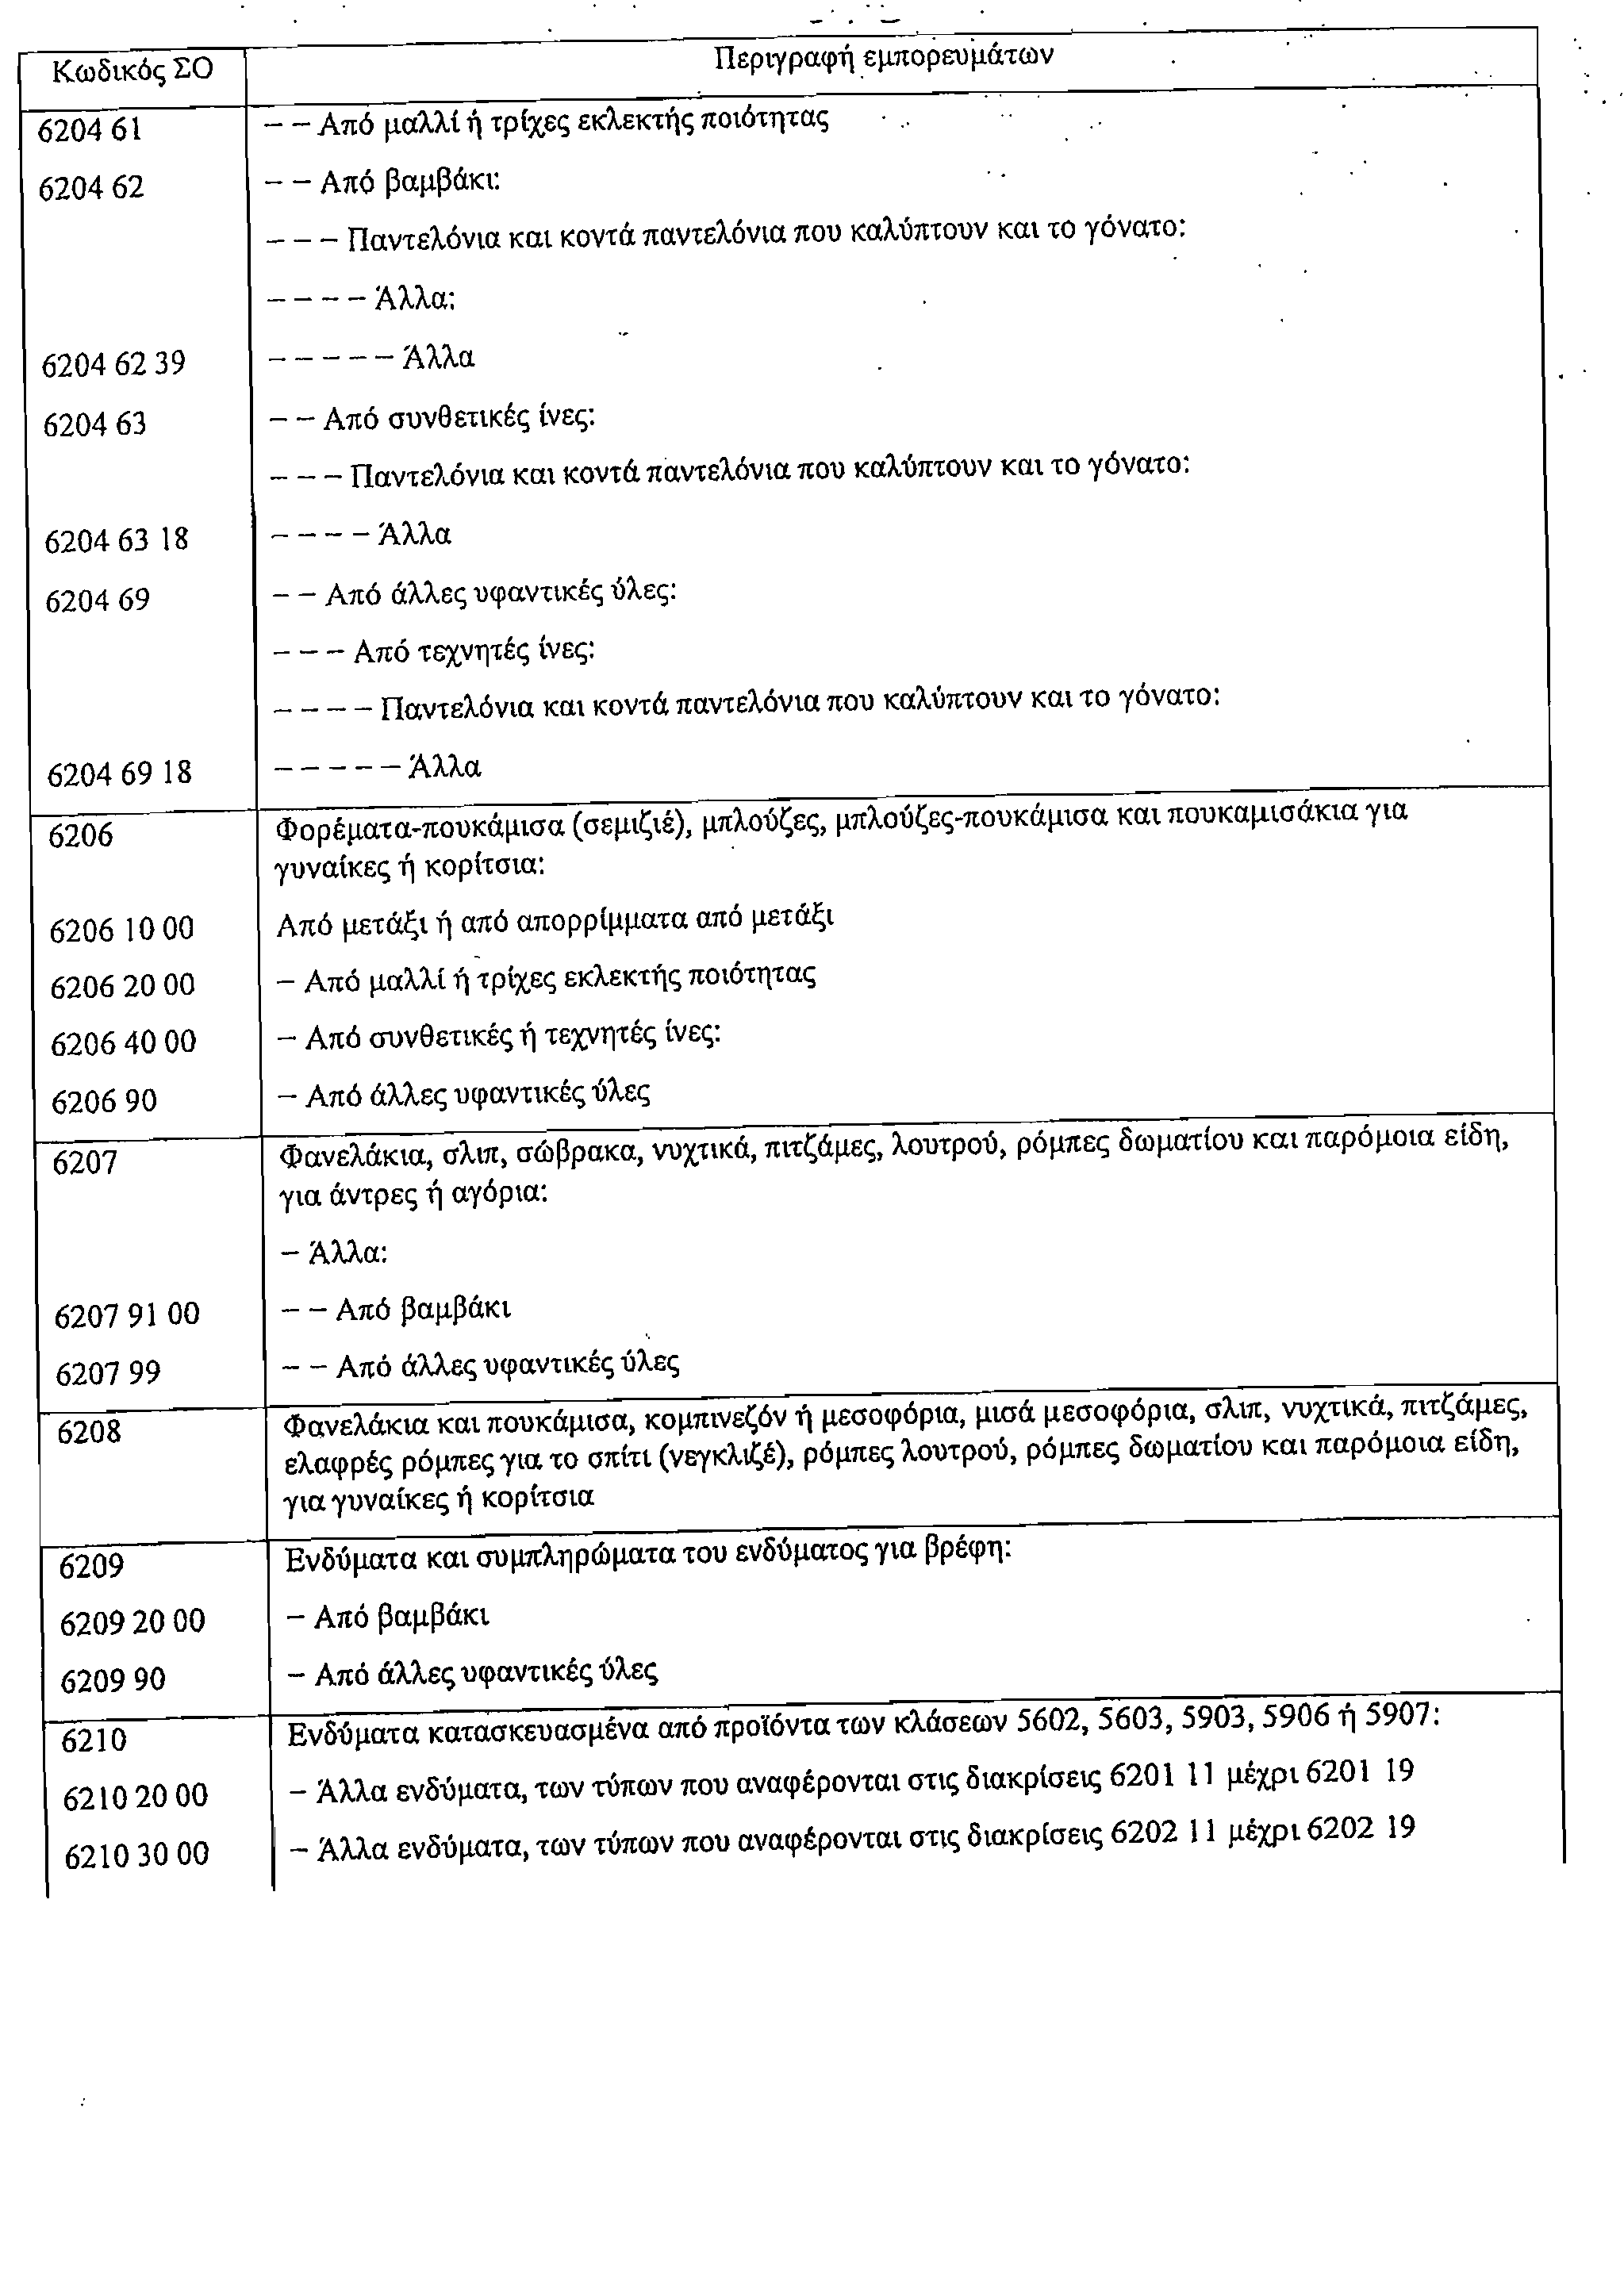 Κωδικός ΣΟ Περιγραφή εμπορευμάτων
6204 61 – – Από μαλλί ή τρίχες εκλεκτής ποιότητας
6204 62 – – Από βαμβάκι:
– – – Παντελόνια και κοντά παντελόνια που καλύπτουν και το γόνατο:
– – – – Άλλα:
6204 62 39 – – – – – Άλλα
6204 63 – – Από συνθετικές ίνες:
– – – Παντελόνια και κοντά παντελόνια που καλύπτουν και το γόνατο:
6204 63 18 – – – – Άλλα
6204 69 – – Από άλλες υφαντικές ύλες:
– – – Από τεχνητές ίνες:
– – – – Παντελόνια και κοντά παντελόνια που καλύπτουν και το γόνατο:
6204 69 18 – – – – – Άλλα
6206 Φορέματα-πουκάμισα (σεμιζιέ), μπλούζες, μπλούζες-πουκάμισα και πουκαμισάκια για
γυναίκες ή κορίτσια:
6206 10 00 Από μετάξι ή από απορρίμματα από μετάξι
6206 20 00 – Από μαλλί ή τρίχες εκλεκτής ποιότητας
6206 40 00 – Από συνθετικές ή τεχνητές ίνες:
6206 90 – Από άλλες υφαντικές ύλες
6207 Φανελάκια, σλιπ, σώβρακα, νυχτικά, πιτζάμες, λουτρού, ρόμπες δωματίου και παρόμοια είδη,
για άντρες ή αγόρια:
– Άλλα:
6207 91 00 – – Από βαμβάκι
6207 99 – – Από άλλες υφαντικές ύλες
6208 Φανελάκια και πουκάμισα, κομπινεζόν ή μεσοφόρια, μισά μεσοφόρια, σλιπ, νυχτικά, πιτζάμες,
ελαφρές ρόμπες για το σπίτι (νεγκλιζέ), ρόμπες λουτρού, ρόμπες δωματίου και παρόμοια είδη,
για γυναίκες ή κορίτσια
6209 Ενδύματα και συμπληρώματα του ενδύματος για βρέφη:
6209 20 00 – Από βαμβάκι
6209 90 – Από άλλες υφαντικές ύλες
6210 Ενδύματα κατασκευασμένα από προϊόντα των κλάσεων 5602, 5603, 5903, 5906 ή 5907:
6210 20 00 – Άλλα ενδύματα, των τύπων που αναφέρονται στις διακρίσεις 6201 11 μέχρι 6201 19
6210 30 00 – Άλλα ενδύματα, των τύπων που αναφέρονται στις διακρίσεις 6202 11 μέχρι 6202 19